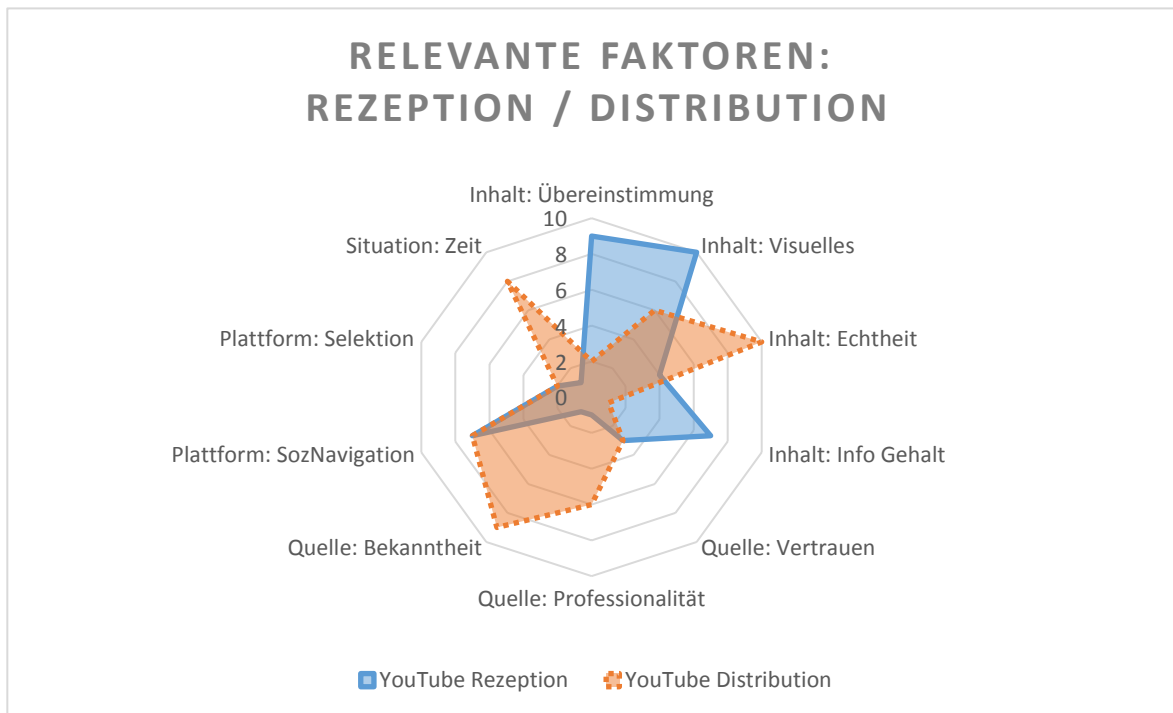 RELEVANTE FAKTOREN:
REZEPTION / DISTRIBUTION
Inhalt: Übereinstimmung
10
Situation: Zeit
Inhalt: Visuelles
8
6
Plattform: Selektion
4
Inhalt: Echtheit
2
0
Plattform: SozNavigation
Inhalt: Info Gehalt
Quelle: Bekanntheit
Quelle: Vertrauen
Quelle: Professionalität
YouTube Rezeption
YouTube Distribution